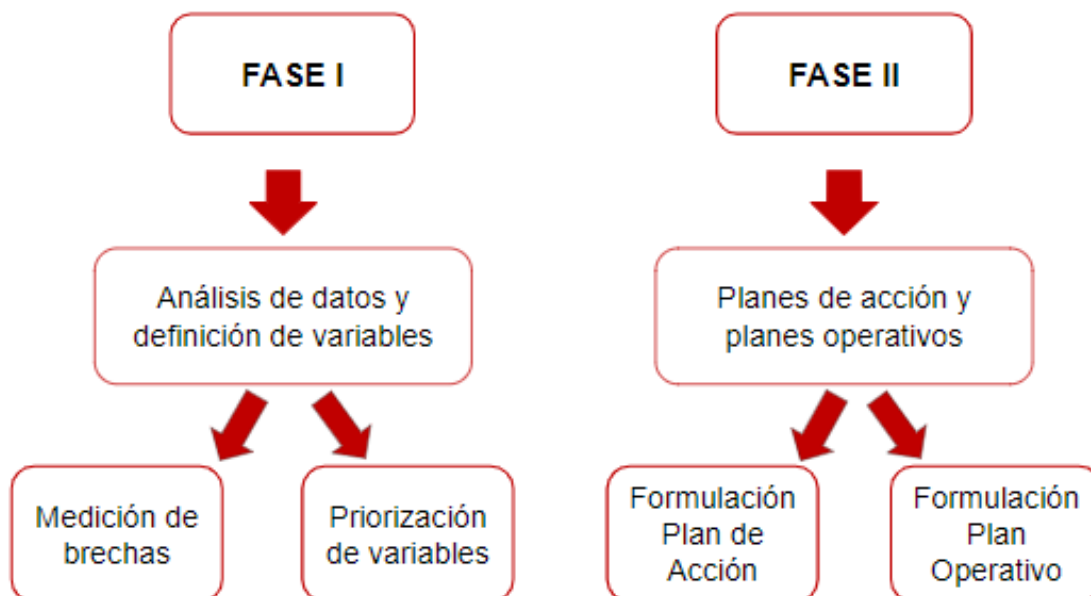 FASE I
FASE II
Análisis de datos y
definición de variables
Planes de acción y
planes operativos
Medición de
brechas
Priorización
de variables
Formulación
Plan de
Acción
Formulación
Plan
Operativo